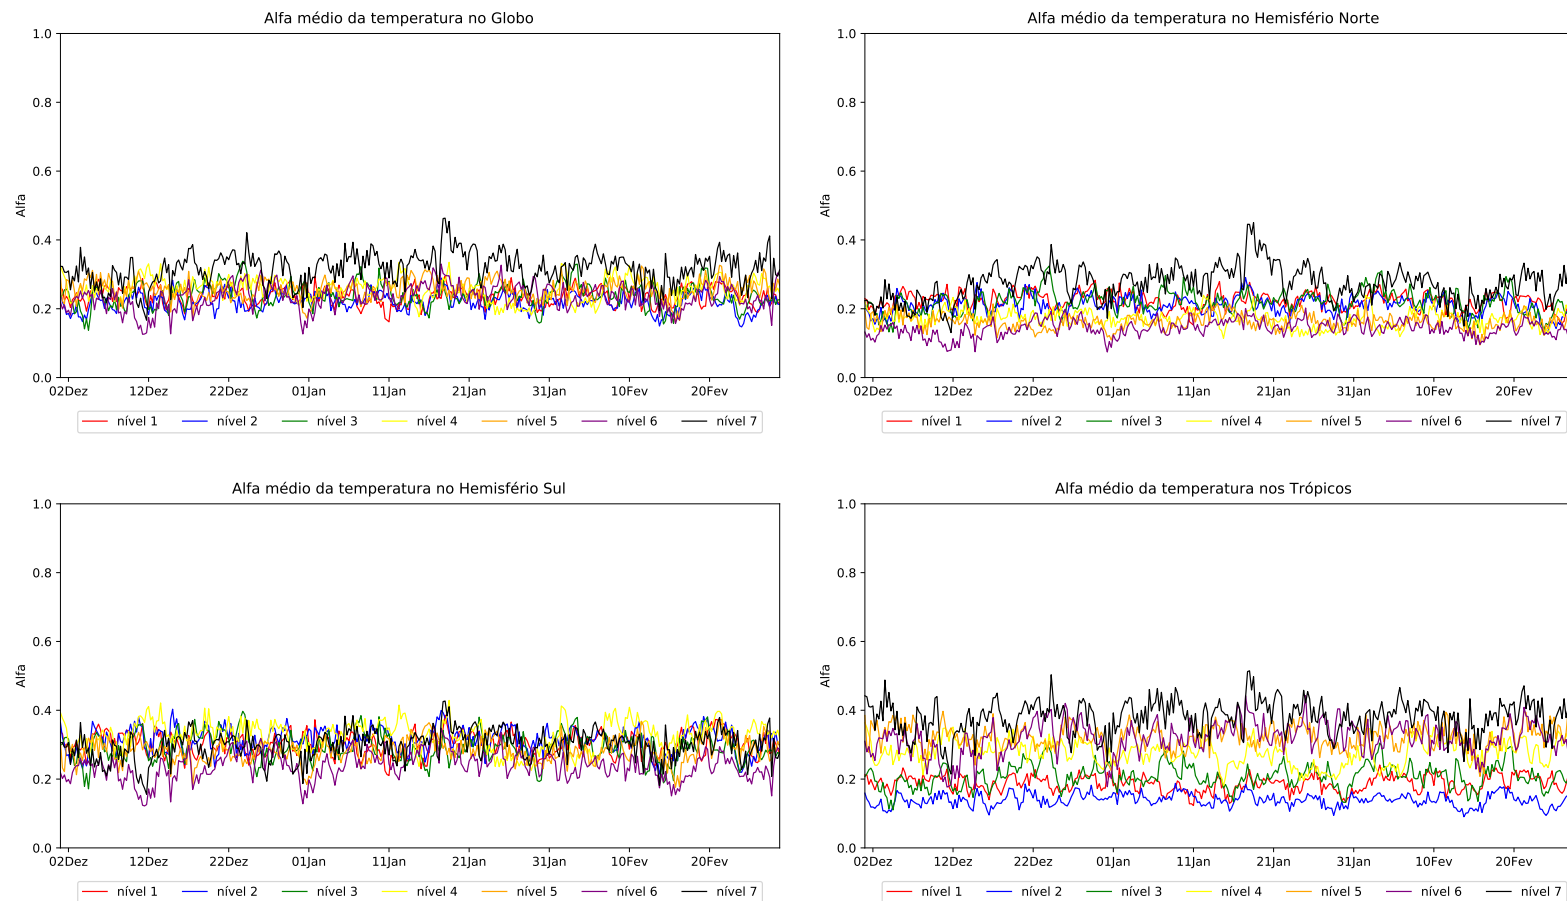 Alfa médio da temperatura no Globo
1.0
0.8
0.6
0.4
0.2
0.0
Alfa
02Dez 12Dez 22Dez 01Jan 11Jan 21Jan 31Jan 10Fev 20Fev
nível 1 nível 2 nível 3 nível 4 nível 5 nível 6 nível 7
Alfa médio da temperatura no Hemisfério Norte
1.0
0.8
0.6
0.4
0.2
0.0
Alfa
02Dez 12Dez 22Dez 01Jan 11Jan 21Jan 31Jan 10Fev 20Fev
nível 1 nível 2 nível 3 nível 4 nível 5 nível 6 nível 7
Alfa médio da temperatura no Hemisfério Sul
1.0
0.8
0.6
0.4
0.2
0.0
Alfa
02Dez 12Dez 22Dez 01Jan 11Jan 21Jan 31Jan 10Fev 20Fev
nível 1 nível 2 nível 3 nível 4 nível 5 nível 6 nível 7
Alfa médio da temperatura nos Trópicos
1.0
0.8
0.6
0.4
0.2
0.0
Alfa
02Dez 12Dez 22Dez 01Jan 11Jan 21Jan 31Jan 10Fev 20Fev
nível 1 nível 2 nível 3 nível 4 nível 5 nível 6 nível 7